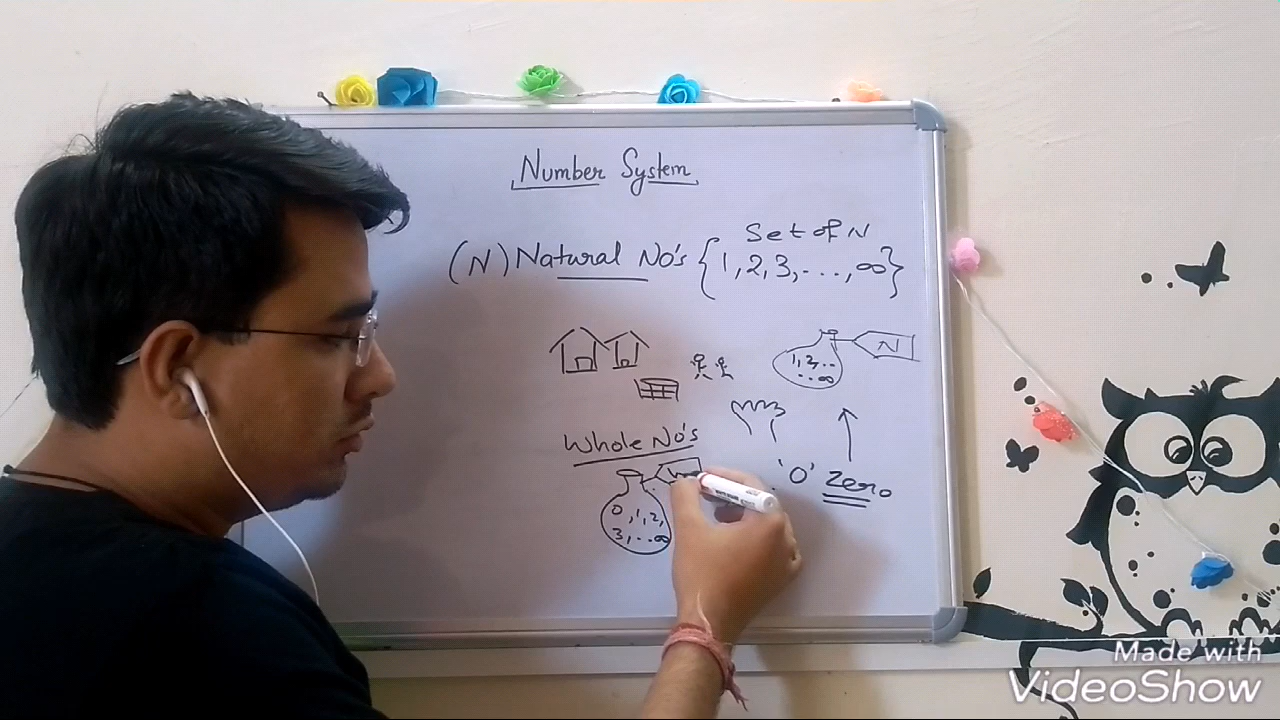 Number System
Set of N
(N) Natural No's {1, 2, 3, ...., ∞}
1, 2, ..
.. ∞
N
Whole No's
'0' Zero
0, 1, 2,
3, .. ∞
Made with
VideoShow